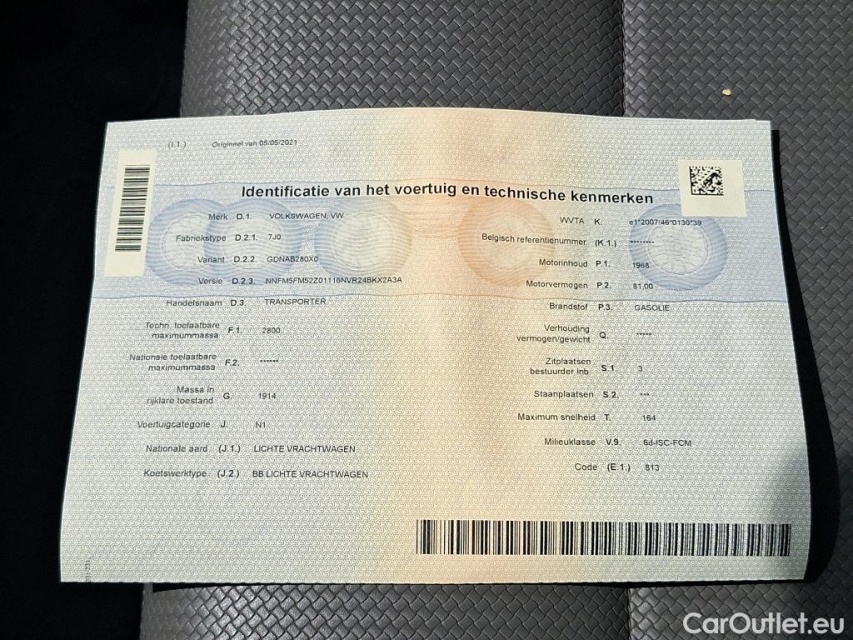 (I.1.) Origineel van 05/05/2021
Identificatie van het voertuig en technische kenmerken
Merk D.1. VOLKSWAGEN, VW
Fabriekstype D.2.1. 7J0
Variant D.2.2. GDNAB280X0
Versie D.2.3.
Handelsnaam D.3. TRANSPORTER
Techn. toelaatbare
maximummassa F.1. 2800
Nationale toelaatbare
maximummassa F.2. ------
Massa in
rijklare toestand G. 1914
Voertuigcategorie J. N1
Nationale aard (J.1.) LICHTE VRACHTWAGEN
Koetswerktype (J.2.) BB LICHTE VRACHTWAGEN
WVTA K. e1*2007/46*0130*39
Belgisch referentienummer (K.1.) --------
Motorinhoud P.1. 1968
Motorvermogen P.2. 81,00
Brandstof P.3. GASOLIE
Verhouding
vermogen/gewicht Q. -----
Zitplaatsen
bestuurder inb S.1 3
Staanplaatsen S.2. ---
Maximum snelheid T. 164
Milieuklasse V.9. 6d-ISC-FCM
Code (E.1.) 813
CarOutlet.eu